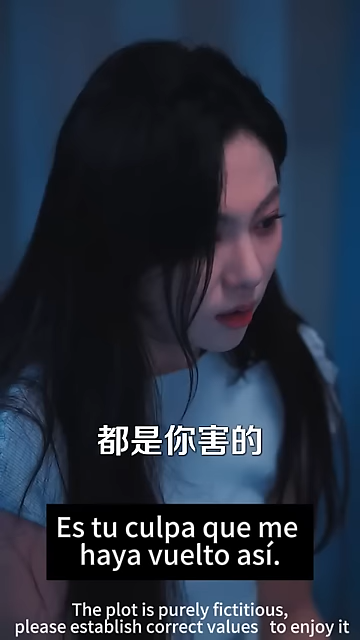 都是你害的
Es tu culpa que me
haya vuelto así.
The plot is purely fictitious,
please establish correct values to enjoy it